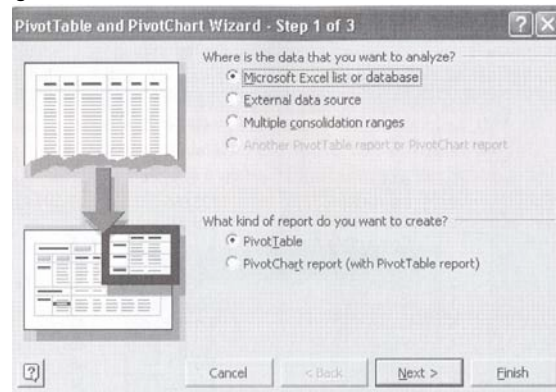 PivotTable and PivotChart Wizard - Step 1 of 3
Where is the data that you want to analyze?
Microsoft Excel list or database
External data source
Multiple consolidation ranges
Another PivotTable report or PivotChart report
What kind of report do you want to create?
PivotTable
PivotChart report (with PivotTable report)
Cancel
< Back
Next >
Finish